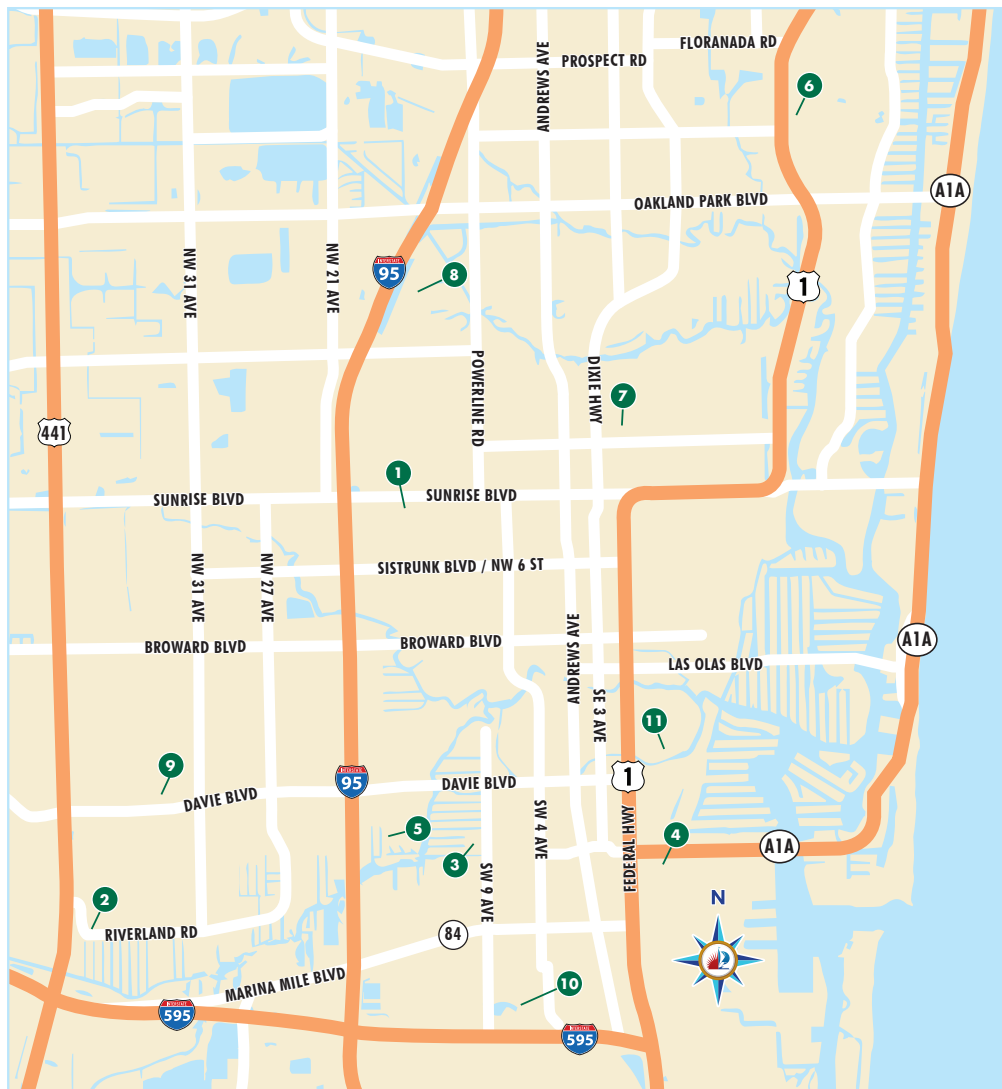 FLORANADA RD
PROSPECT RD
ANDREWS AVE
6
OAKLAND PARK BLVD
A1A
NW 31 AVE
NW 21 AVE
INTERSTATE
95
8
1
POWERLINE RD
DIXIE HWY
7
441
1
SUNRISE BLVD
SUNRISE BLVD
SISTRUNK BLVD / NW 6 ST
NW 31 AVE
NW 27 AVE
BROWARD BLVD
BROWARD BLVD
ANDREWS AVE
A1A
LAS OLAS BLVD
SE 3 AVE
11
9
INTERSTATE
95
1
DAVIE BLVD
DAVIE BLVD
5
3
SW 4 AVE
SW 9 AVE
FEDERAL HWY
4
A1A
2
RIVERLAND RD
84
N
MARINA MILE BLVD
10
INTERSTATE
595
INTERSTATE
595